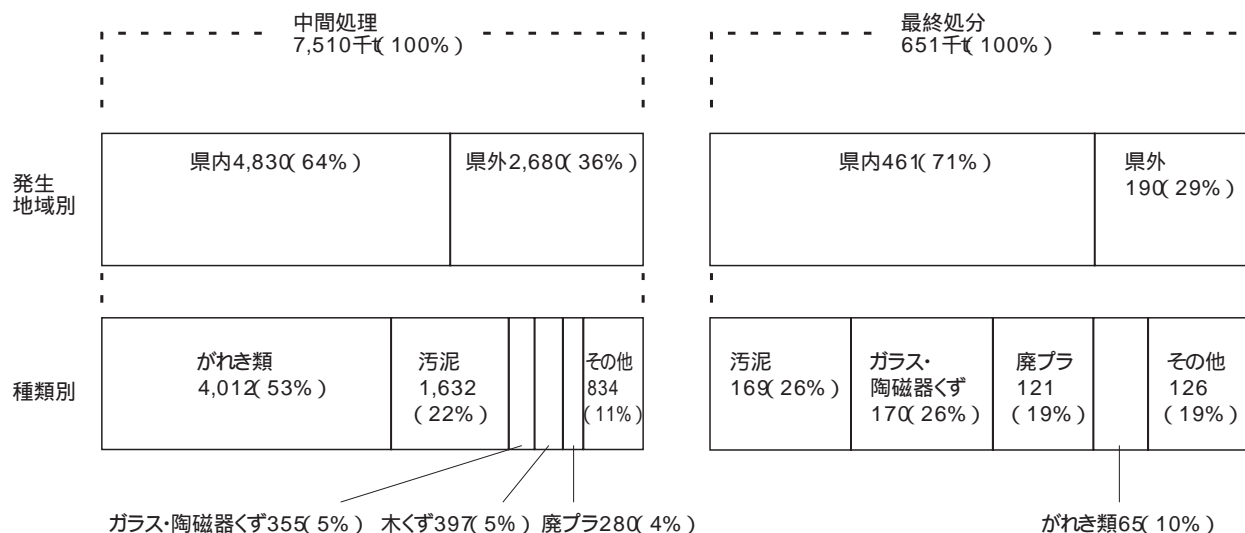 中間処理
7,510千t(100%)
最終処分
651千t(100%)
発生
地域別
県内4,830(64%)
県外2,680(36%)
県内461(71%)
県外
190(29%)
種類別
がれき類
4,012(53%)
汚泥
1,632
(22%)
その他
834
(11%)
汚泥
169(26%)
ガラス・
陶磁器くず
170(26%)
廃プラ
121
(19%)
その他
126
(19%)
ガラス・陶磁器くず355(5%)
木くず397(5%)
廃プラ280(4%)
がれき類65(10%)